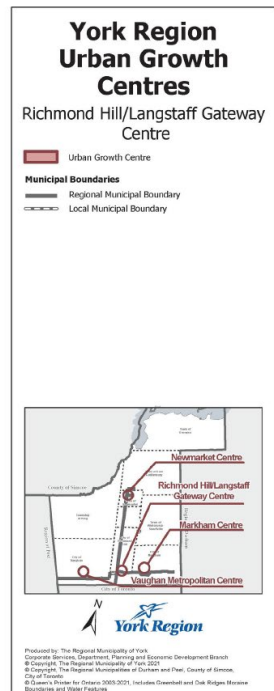 York Region
Urban Growth
Centres
Richmond Hill/Langstaff Gateway
Centre
Urban Growth Centre
Municipal Boundaries
Regional Municipal Boundary
Local Municipal Boundary
County of Simcoe
Newmarket Centre
Richmond Hill/Langstaff
Gateway Centre
Markham Centre
Vaughan Metropolitan Centre
City of Toronto
York Region
Produced by: The Regional Municipality of York
Corporate Services, Department, Planning and Economic Development Branch
© Copyright, The Regional Municipality of York 2021
© Copyright, The Regional Municipalities of Durham and Peel, County of Simcoe,
City of Toronto
© Queen's Printer for Ontario 2003-2021, Includes Greenbelt and Oak Ridges Moraine
Boundaries and Water Features